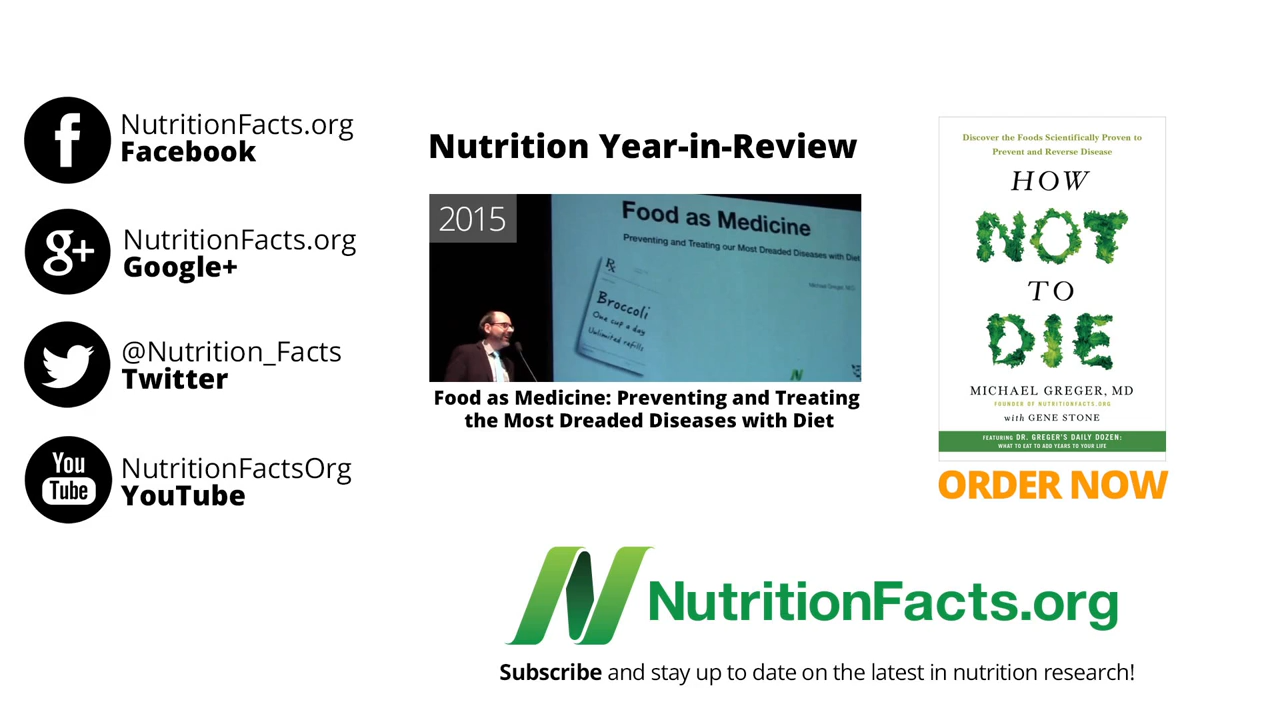 f
NutritionFacts.org
Facebook
g+
NutritionFacts.org
Google+
@Nutrition_Facts
Twitter
You
Tube
NutritionFactsOrg
YouTube
Nutrition Year-in-Review
2015
Food as Medicine
Preventing and Treating our Most Dreaded Diseases with Diet
Michael Greger, M.D.
Rx
Broccoli
One cup a day
Unlimited refills
Food as Medicine: Preventing and Treating
the Most Dreaded Diseases with Diet
Discover the Foods Scientifically Proven to
Prevent and Reverse Disease
HOW
NOT
TO
DIE
MICHAEL GREGER, MD
FOUNDER OF NUTRITIONFACTS.ORG
with GENE STONE
FEATURING DR. GREGER'S DAILY DOZEN:
WHAT TO EAT TO ADD YEARS TO YOUR LIFE
ORDER NOW
NutritionFacts.org
Subscribe and stay up to date on the latest in nutrition research!